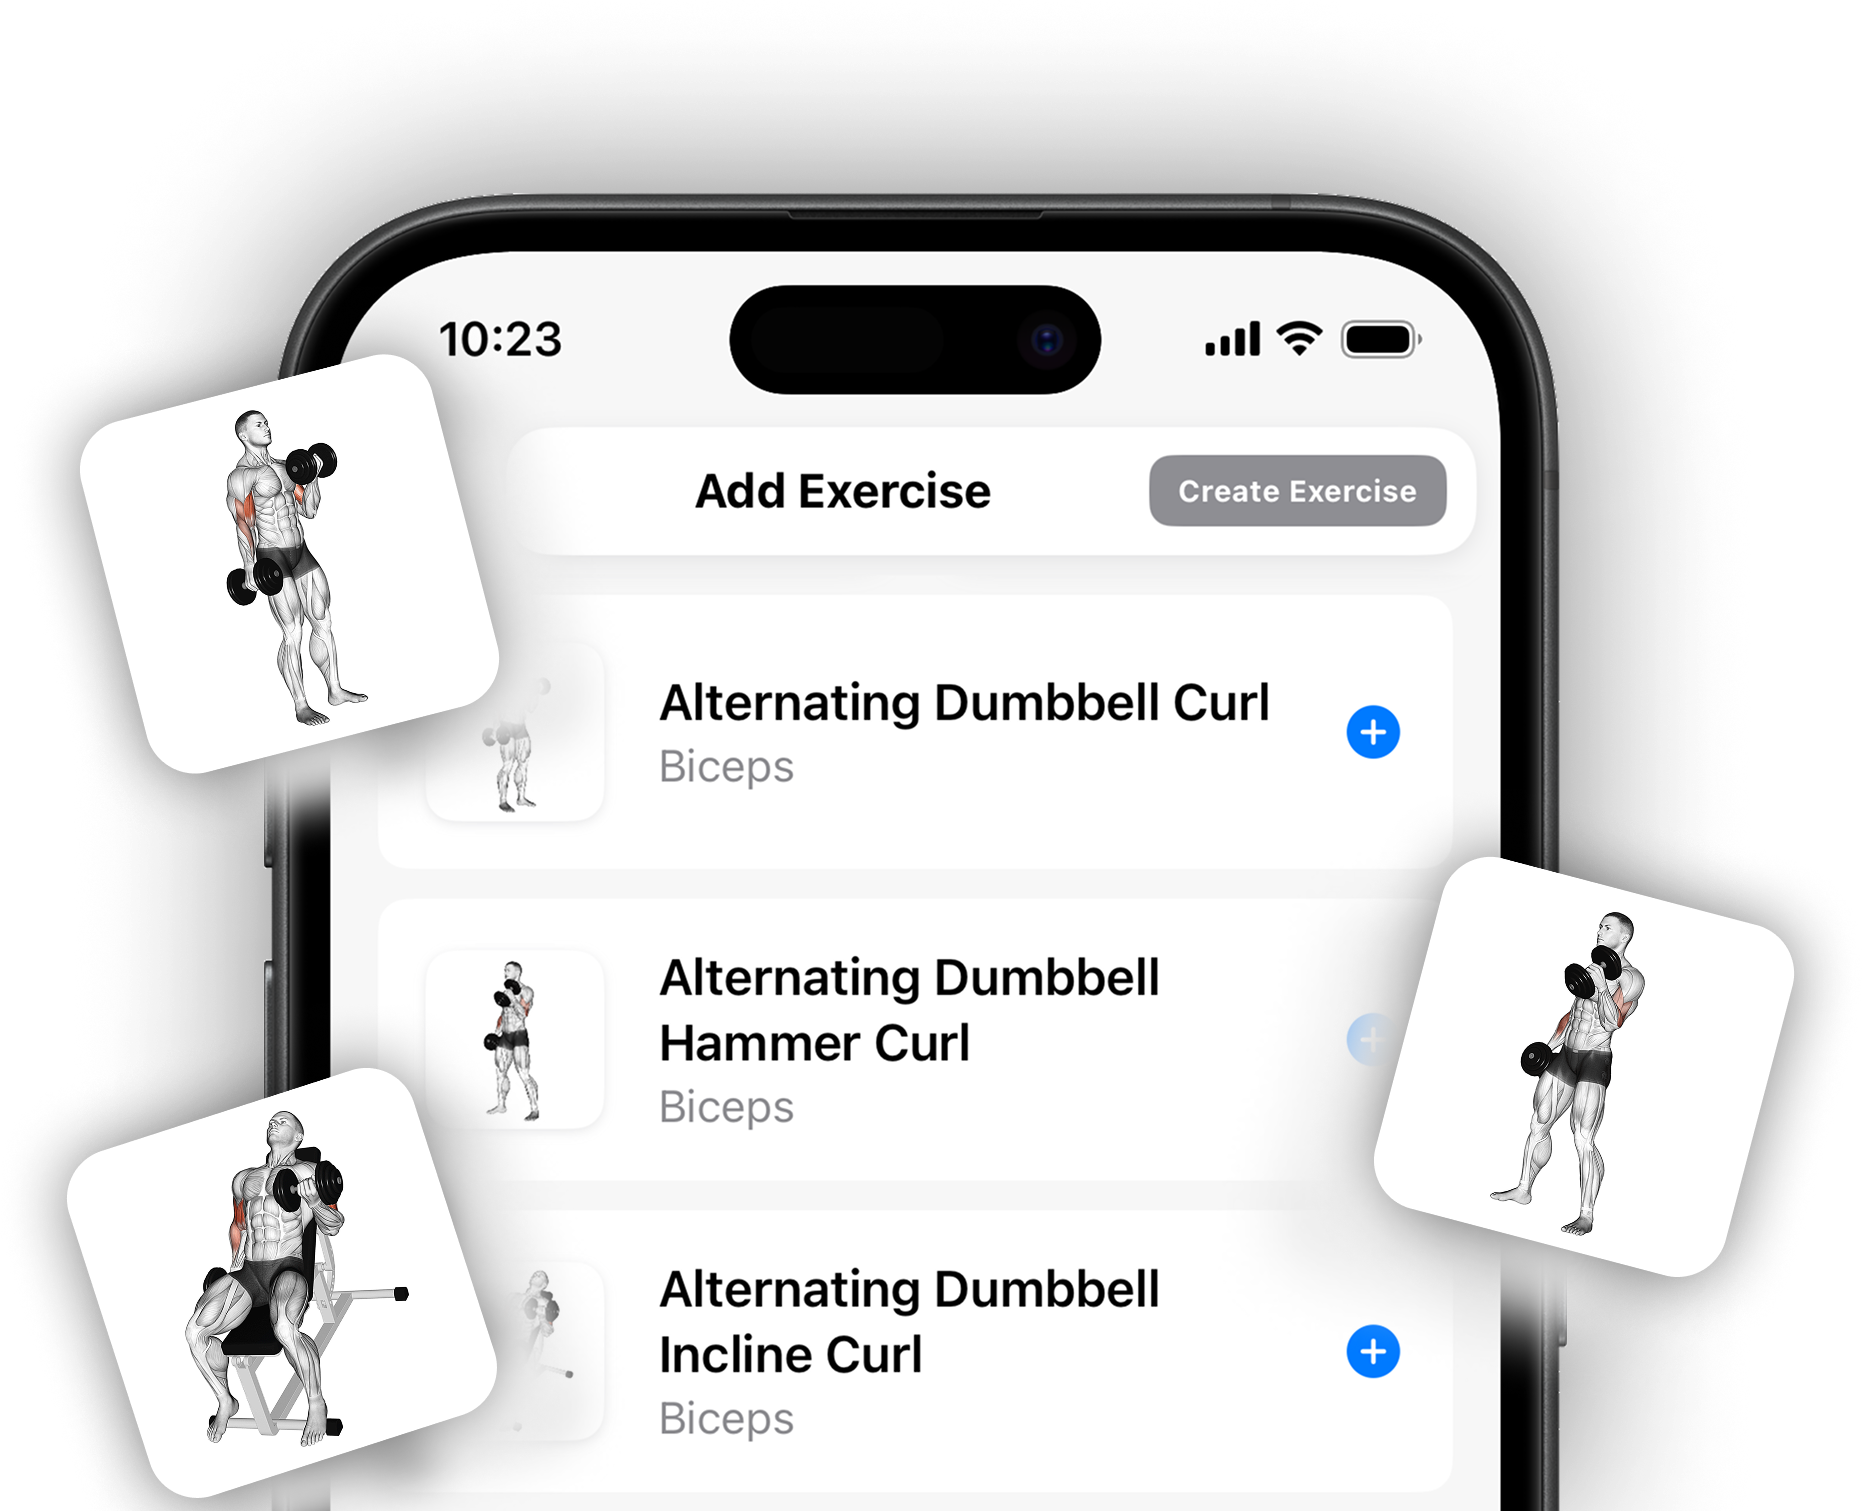 10:23
Add Exercise
Create Exercise
Alternating Dumbbell Curl
Biceps
Alternating Dumbbell
Hammer Curl
Biceps
Alternating Dumbbell
Incline Curl
Biceps